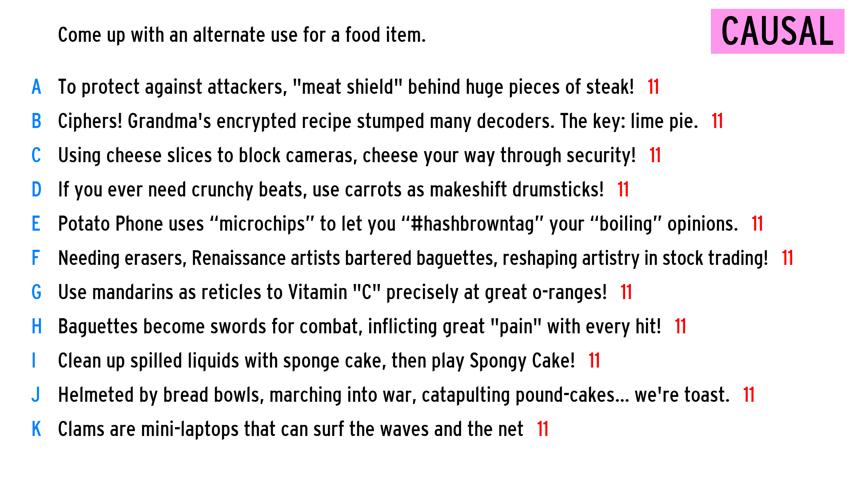 Come up with an alternate use for a food item.
CAUSAL
A To protect against attackers, "meat shield" behind huge pieces of steak! 11
B Ciphers! Grandma's encrypted recipe stumped many decoders. The key: lime pie. 11
C Using cheese slices to block cameras, cheese your way through security! 11
D If you ever need crunchy beats, use carrots as makeshift drumsticks! 11
E Potato Phone uses “microchips” to let you “#hashbrowntag” your “boiling” opinions. 11
F Needing erasers, Renaissance artists bartered baguettes, reshaping artistry in stock trading! 11
G Use mandarins as reticles to Vitamin "C" precisely at great o-ranges! 11
H Baguettes become swords for combat, inflicting great "pain" with every hit! 11
I Clean up spilled liquids with sponge cake, then play Spongy Cake! 11
J Helmeted by bread bowls, marching into war, catapulting pound-cakes... we're toast. 11
K Clams are mini-laptops that can surf the waves and the net 11